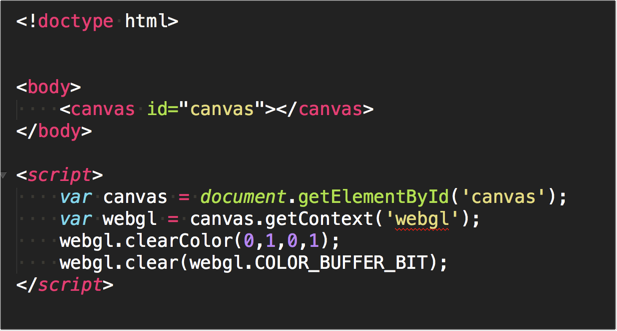 <!doctype html>
<body>
<canvas id="canvas"></canvas>
</body>
<script>
var canvas = document.getElementById('canvas');
var webgl = canvas.getContext('webgl');
webgl.clearColor(0,1,0,1);
webgl.clear(webgl.COLOR_BUFFER_BIT);
</script>